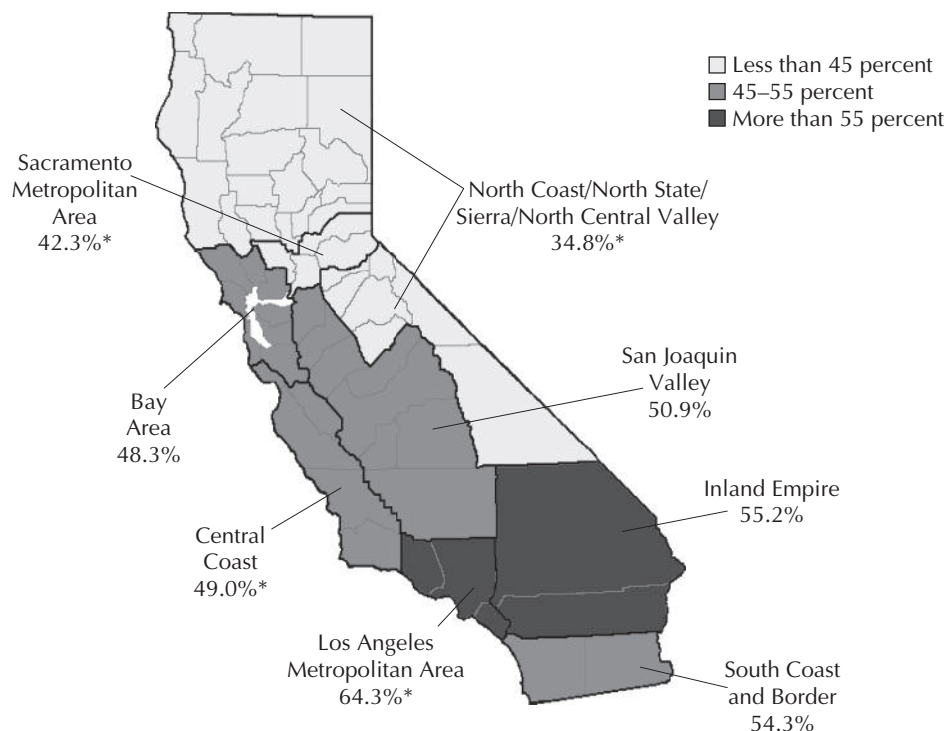 Less than 45 percent
45–55 percent
More than 55 percent
Sacramento
Metropolitan
Area
42.3%*
North Coast/North State/
Sierra/North Central Valley
34.8%*
San Joaquin
Valley
50.9%
Bay
Area
48.3%
Inland Empire
55.2%
Central
Coast
49.0%*
Los Angeles
Metropolitan Area
64.3%*
South Coast
and Border
54.3%